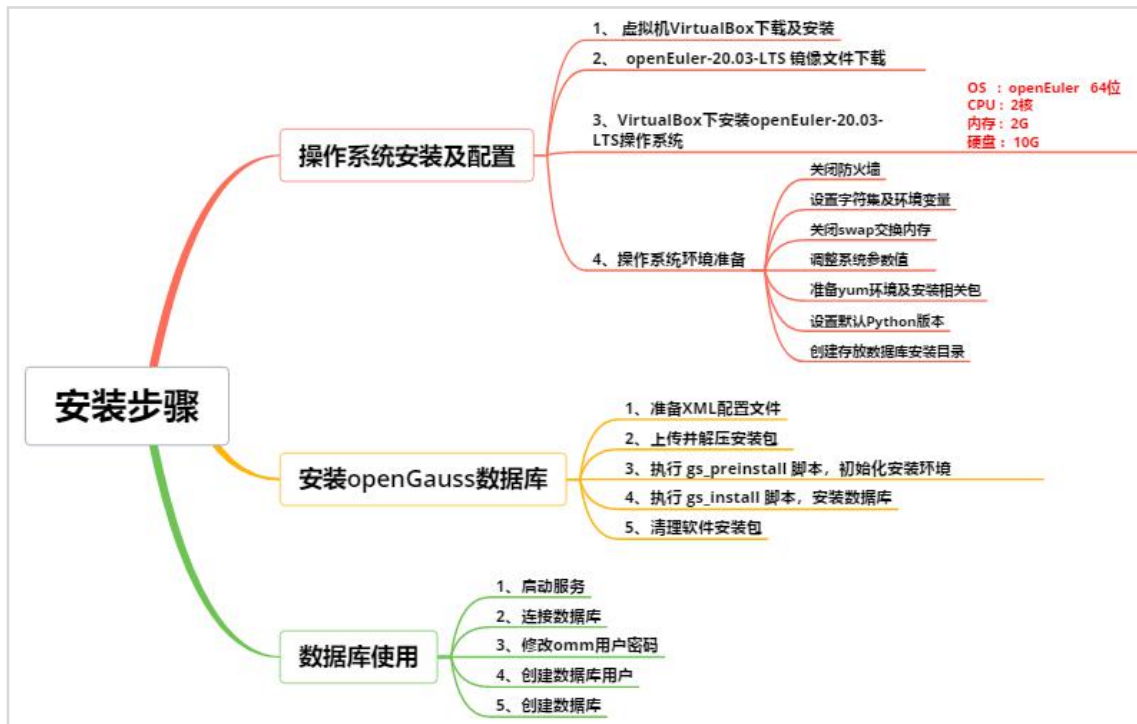 安装步骤
操作系统安装及配置
1、 虚拟机VirtualBox下载及安装
2、 openEuler-20.03-LTS 镜像文件下载
3、VirtualBox下安装openEuler-20.03-
LTS操作系统
OS : openEuler 64位
CPU : 2核
内存 : 2G
硬盘 : 10G
4、操作系统环境准备
关闭防火墙
设置字符集及环境变量
关闭swap交换内存
调整系统参数值
准备yum环境及安装相关包
设置默认Python版本
创建存放数据库安装目录
安装openGauss数据库
1、准备XML配置文件
2、上传并解压安装包
3、执行 gs_preinstall 脚本，初始化安装环境
4、执行 gs_install 脚本，安装数据库
5、清理软件安装包
数据库使用
1、启动服务
2、连接数据库
3、修改omm用户密码
4、创建数据库用户
5、创建数据库